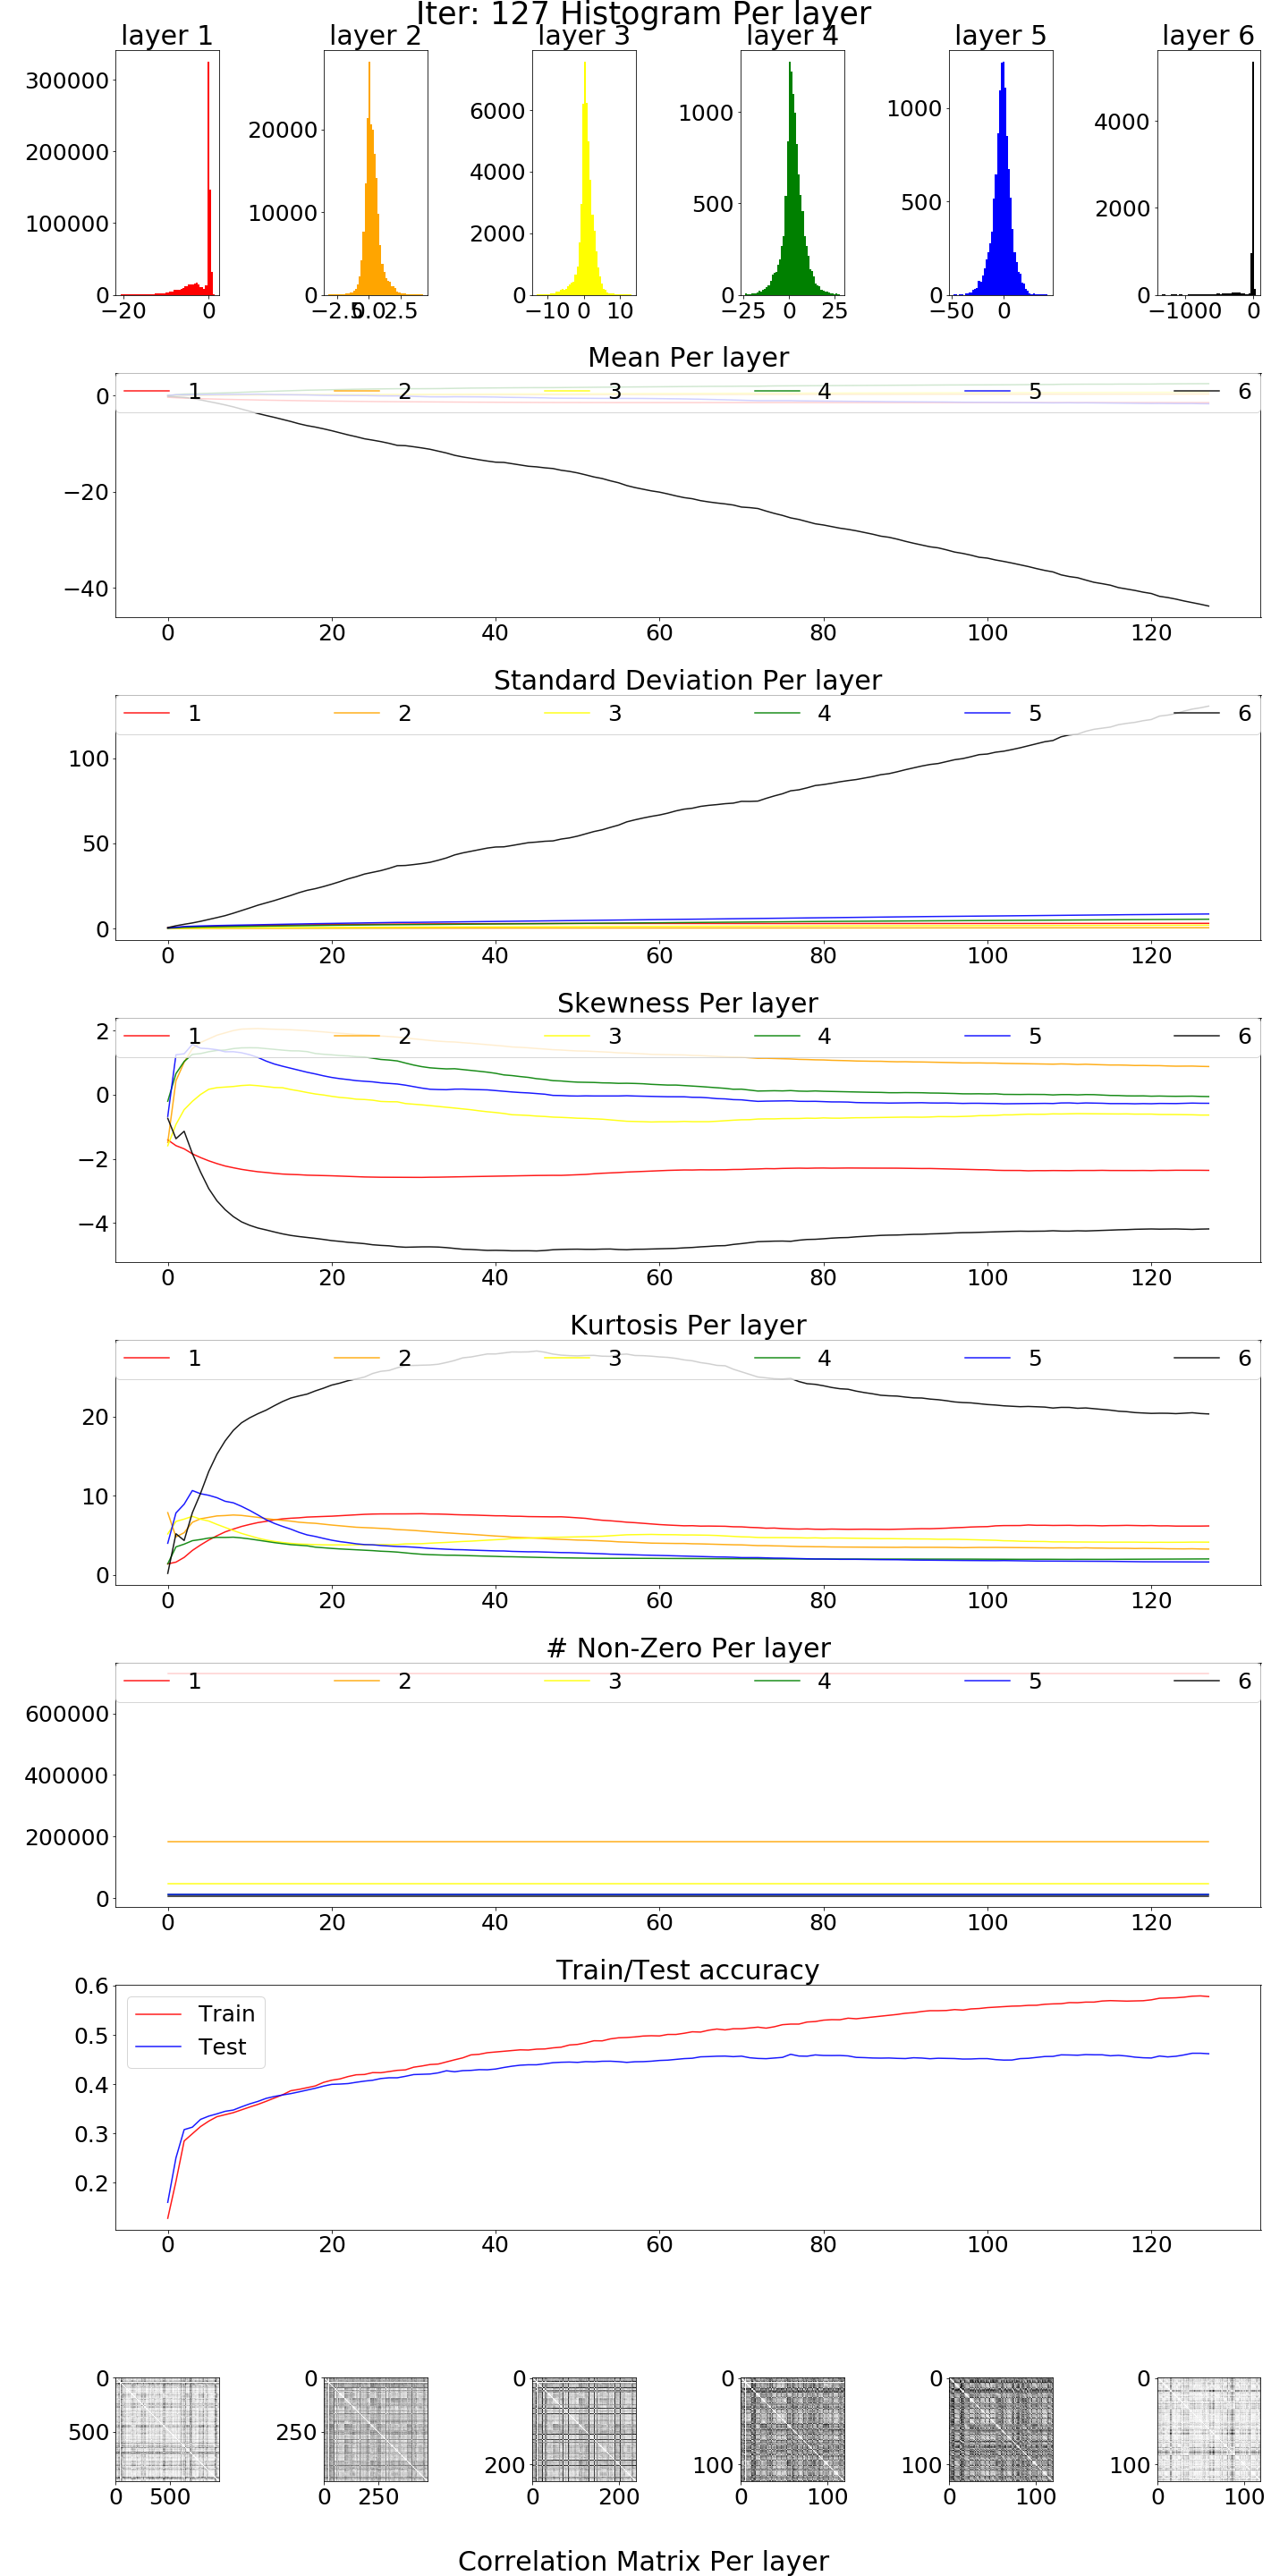 Iter: 127 Histogram Per layer
layer 1 layer 2 layer 3 layer 4 layer 5 layer 6
300000
200000
100000
0
−20 0
20000
10000
0
−2.5 0.0 2.5
6000
4000
2000
0
−10 0 10
1000
500
0
−25 0 25
1000
500
0
−50 0
4000
2000
0
−1000 0
Mean Per layer
1 2 3 4 5 6
0
−20
−40
0 20 40 60 80 100 120
Standard Deviation Per layer
1 2 3 4 5 6
100
50
0
0 20 40 60 80 100 120
Skewness Per layer
1 2 3 4 5 6
2
0
−2
−4
0 20 40 60 80 100 120
Kurtosis Per layer
1 2 3 4 5 6
20
10
0
0 20 40 60 80 100 120
# Non-Zero Per layer
1 2 3 4 5 6
600000
400000
200000
0
0 20 40 60 80 100 120
Train/Test accuracy
Train
Test
0.6
0.5
0.4
0.3
0.2
0 20 40 60 80 100 120
0
500
0 500
0
250
0 250
0
200
0 200
0
100
0 100
0
100
0 100
0
100
0 100
Correlation Matrix Per layer